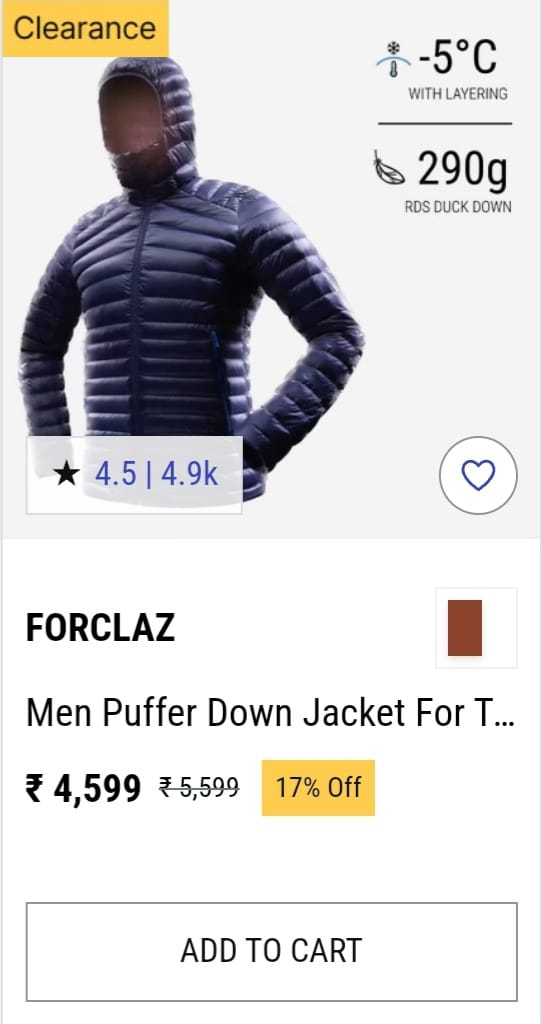 Clearance
-5°C
WITH LAYERING
290g
RDS DUCK DOWN
★ 4.5 | 4.9k
FORCLAZ
Men Puffer Down Jacket For T...
₹ 4,599 ₹ 5,599 17% Off
ADD TO CART